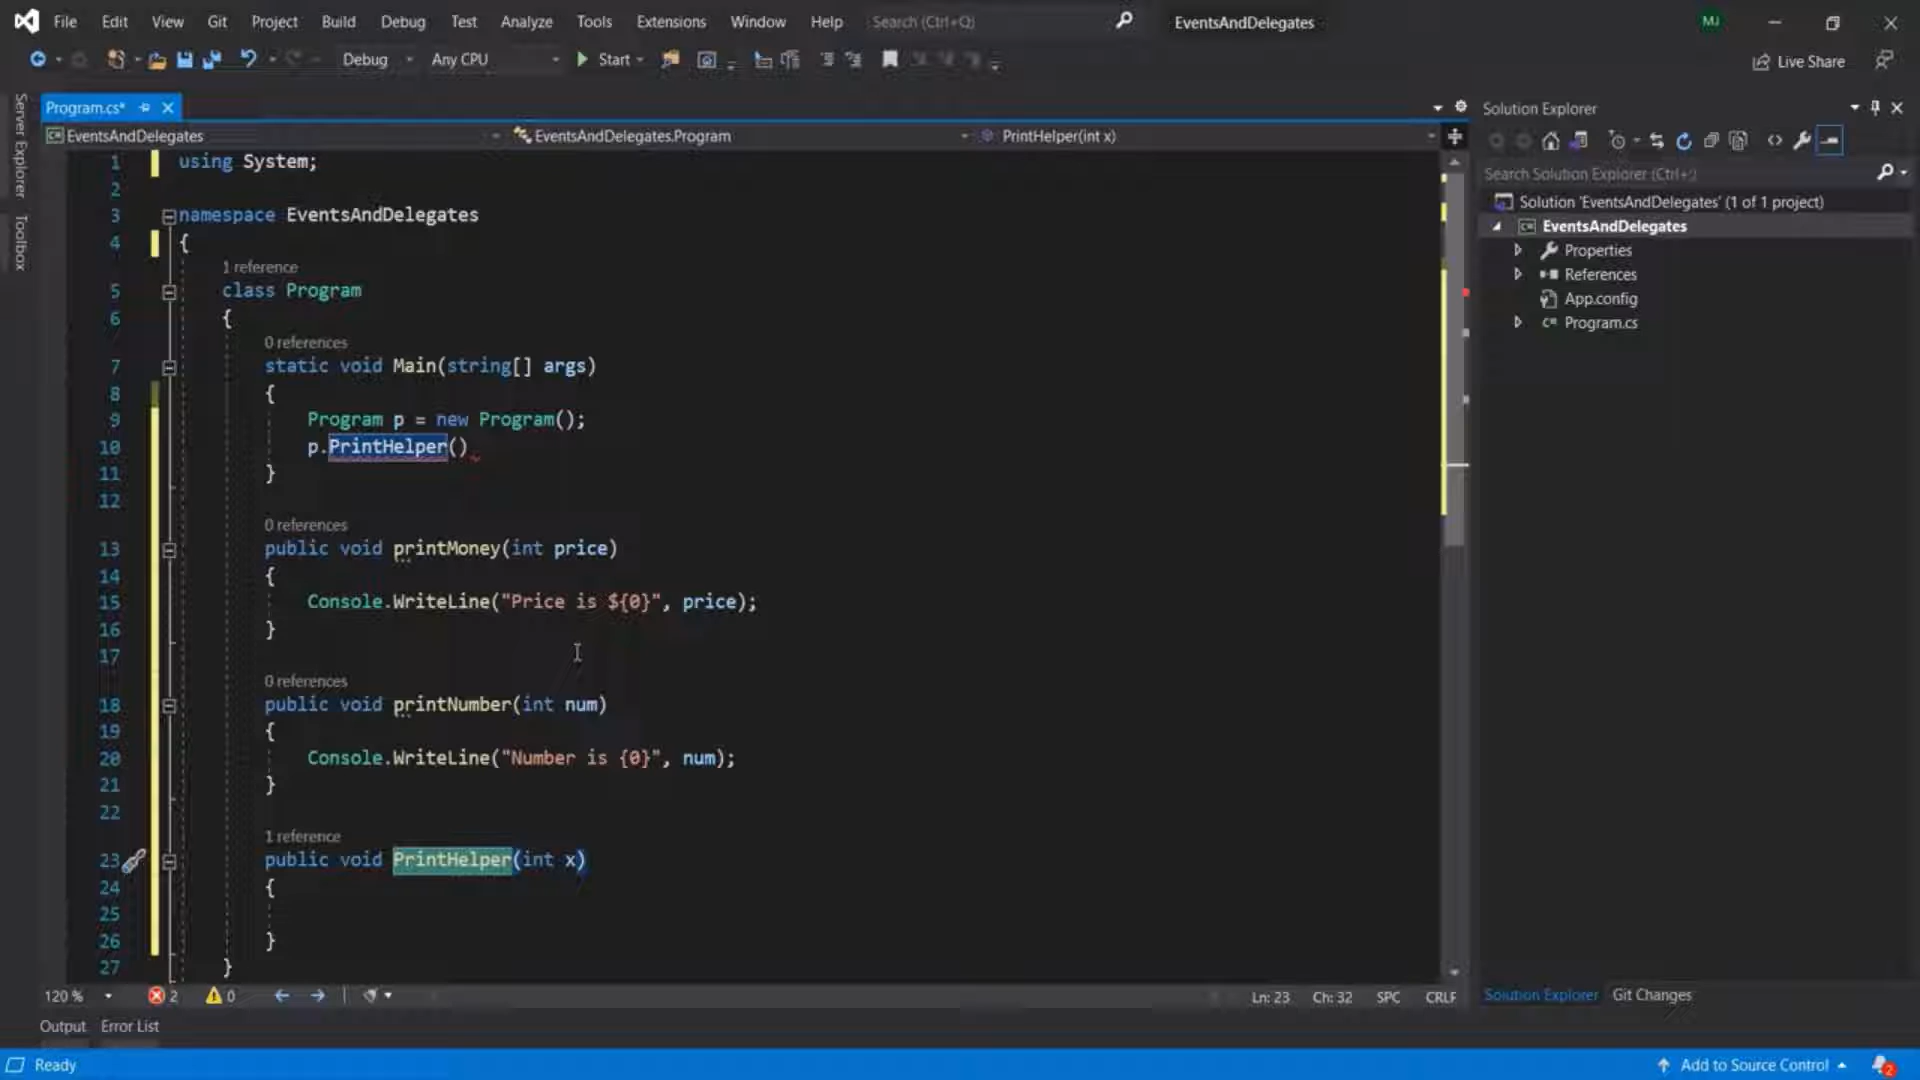 File Edit View Git Project Build Debug Test Analyze Tools Extensions Window Help Search (Ctrl+Q) EventsAndDelegates MJ
Debug Any CPU Start Live Share
Server Explorer
Toolbox
Program.cs*
EventsAndDelegates EventsAndDelegates.Program PrintHelper(int x)
1 using System;
2
3 namespace EventsAndDelegates
4 {
1 reference
5 class Program
6 {
0 references
7 static void Main(string[] args)
8 {
9 Program p = new Program();
10 p.PrintHelper()
11 }
12
0 references
13 public void printMoney(int price)
14 {
15 Console.WriteLine("Price is ${0}", price);
16 }
17
0 references
18 public void printNumber(int num)
19 {
20 Console.WriteLine("Number is {0}", num);
21 }
22
1 reference
23 public void PrintHelper(int x)
24 {
25
26 }
27 }
120 % 2 0 Ln: 23 Ch: 32 SPC CRLF
Output Error List
Solution Explorer
Search Solution Explorer (Ctrl+;)
Solution 'EventsAndDelegates' (1 of 1 project)
EventsAndDelegates
Properties
References
App.config
C# Program.cs
Solution Explorer Git Changes
Ready Add to Source Control 2